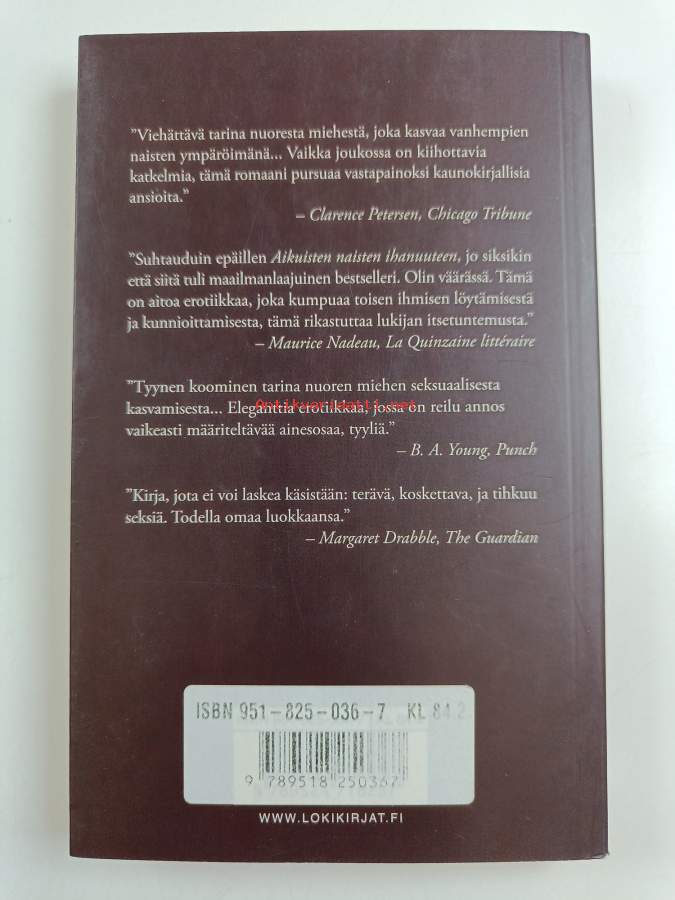 ”Viehättävä tarina nuoresta miehestä, joka kasvaa vanhempien
naisten ympäröimänä... Vaikka joukossa on kiihottavia
katkelmia, tämä romaani pursuaa vastapainoksi kaunokirjallisia
ansioita.”
– Clarence Petersen, Chicago Tribune
”Suhtauduin epäillen Aikuisten naisten ihanuuteen, jo siksikin
että siitä tuli maailmanlaajuinen bestselleri. Olin väärässä. Tämä
on aitoa erotiikkaa, joka kumpuaa toisen ihmisen löytämisestä
ja kunnioittamisesta, tämä rikastuttaa lukijan itsetuntemusta.”
– Maurice Nadeau, La Quinzaine littéraire
”Tyynen koominen tarina nuoren miehen seksuaalisesta
kasvamisesta... Eleganttia erotiikkaa, jossa on reilu annos
vaikeasti määriteltävää ainesosaa, tyyliä.”
– B. A. Young, Punch
”Kirja, jota ei voi laskea käsistään: terävä, koskettava, ja tihkuu
seksiä. Todella omaa luokkaansa.”
– Margaret Drabble, The Guardian
Antikvariaatti.net
ISBN 951-825-036-7 KL 84.2
9 789518 250367
WWW.LOKIKIRJAT.FI